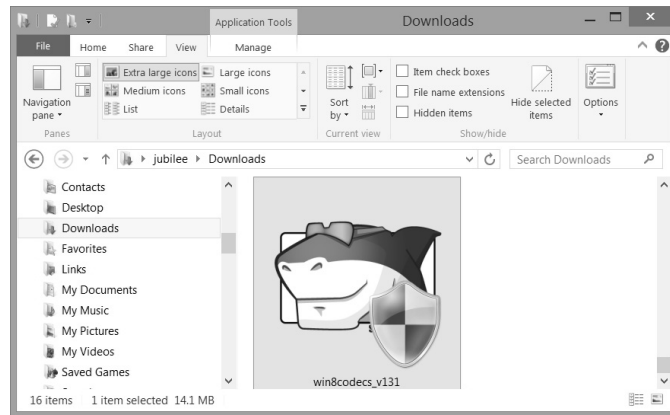 Application Tools Downloads
File Home Share View Manage
Extra large icons Large icons
Medium icons Small icons
List Details
Navigation pane
Sort by
Item check boxes
File name extensions
Hidden items
Hide selected items
Options
Panes Layout Current view Show/hide
jubilee Downloads Search Downloads
Contacts
Desktop
Downloads
Favorites
Links
My Documents
My Music
My Pictures
My Videos
Saved Games
win8codecs_v131
16 items 1 item selected 14.1 MB